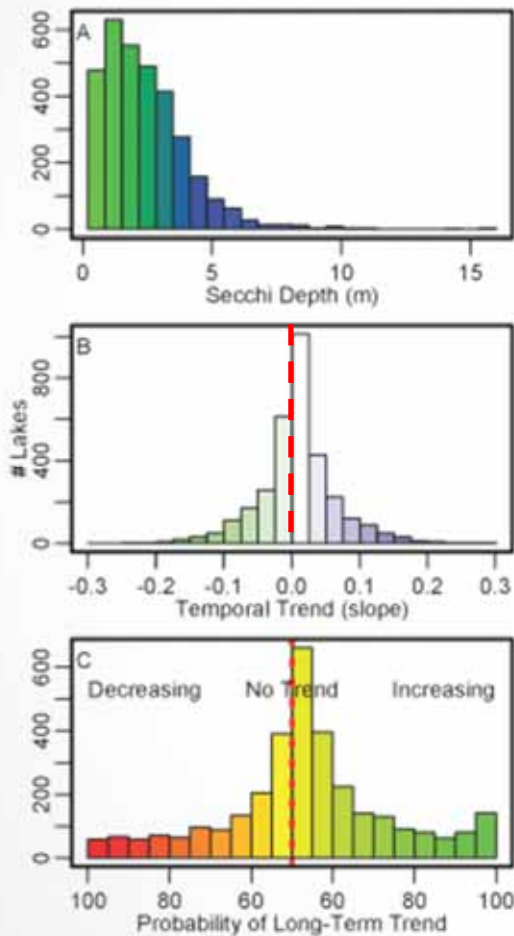 A
600
400
200
0
0 5 10 15
Secchi Depth (m)
B
800
400
0
# Lakes
-0.3 -0.1 0.0 0.1 0.2 0.3
Temporal Trend (slope)
C
600
400
200
0
Decreasing No Trend Increasing
100 80 60 60 80 100
Probability of Long-Term Trend